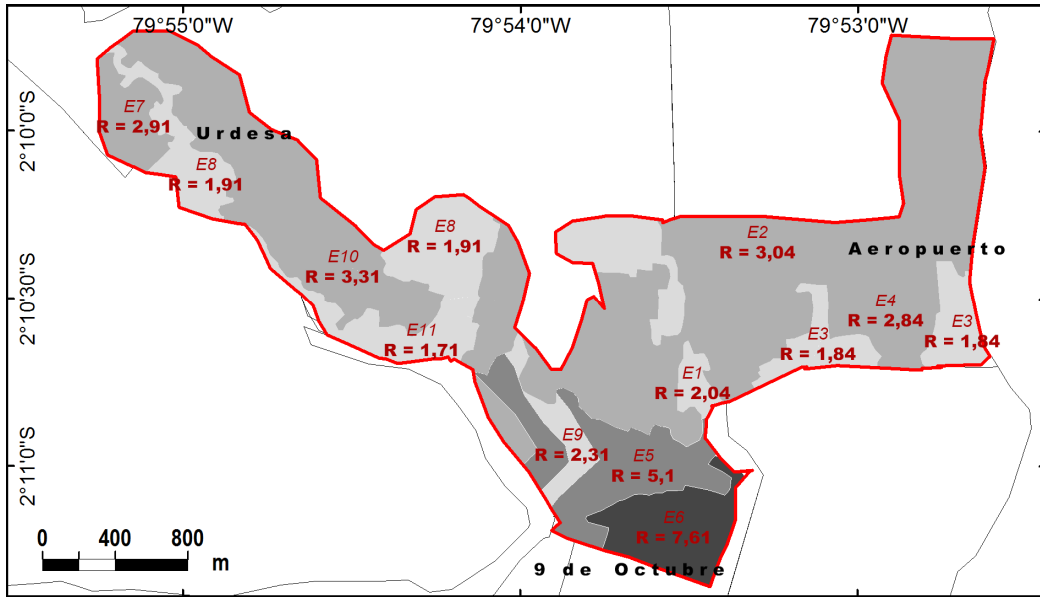 79°55'0"W
79°54'0"W
79°53'0"W
2°10'0"S
2°10'30"S
2°11'0"S
E7
R = 2,91
Urdesa
E8
R = 1,91
E8
R = 1,91
E2
R = 3,04
Aeropuerto
E10
R = 3,31
E4
R = 2,84
E11
R = 1,71
E3
R = 1,84
E3
R = 1,84
E1
R = 2,04
E9
R = 2,31
E5
R = 5,1
E6
R = 7,61
9 de Octubre
0 400 800
m